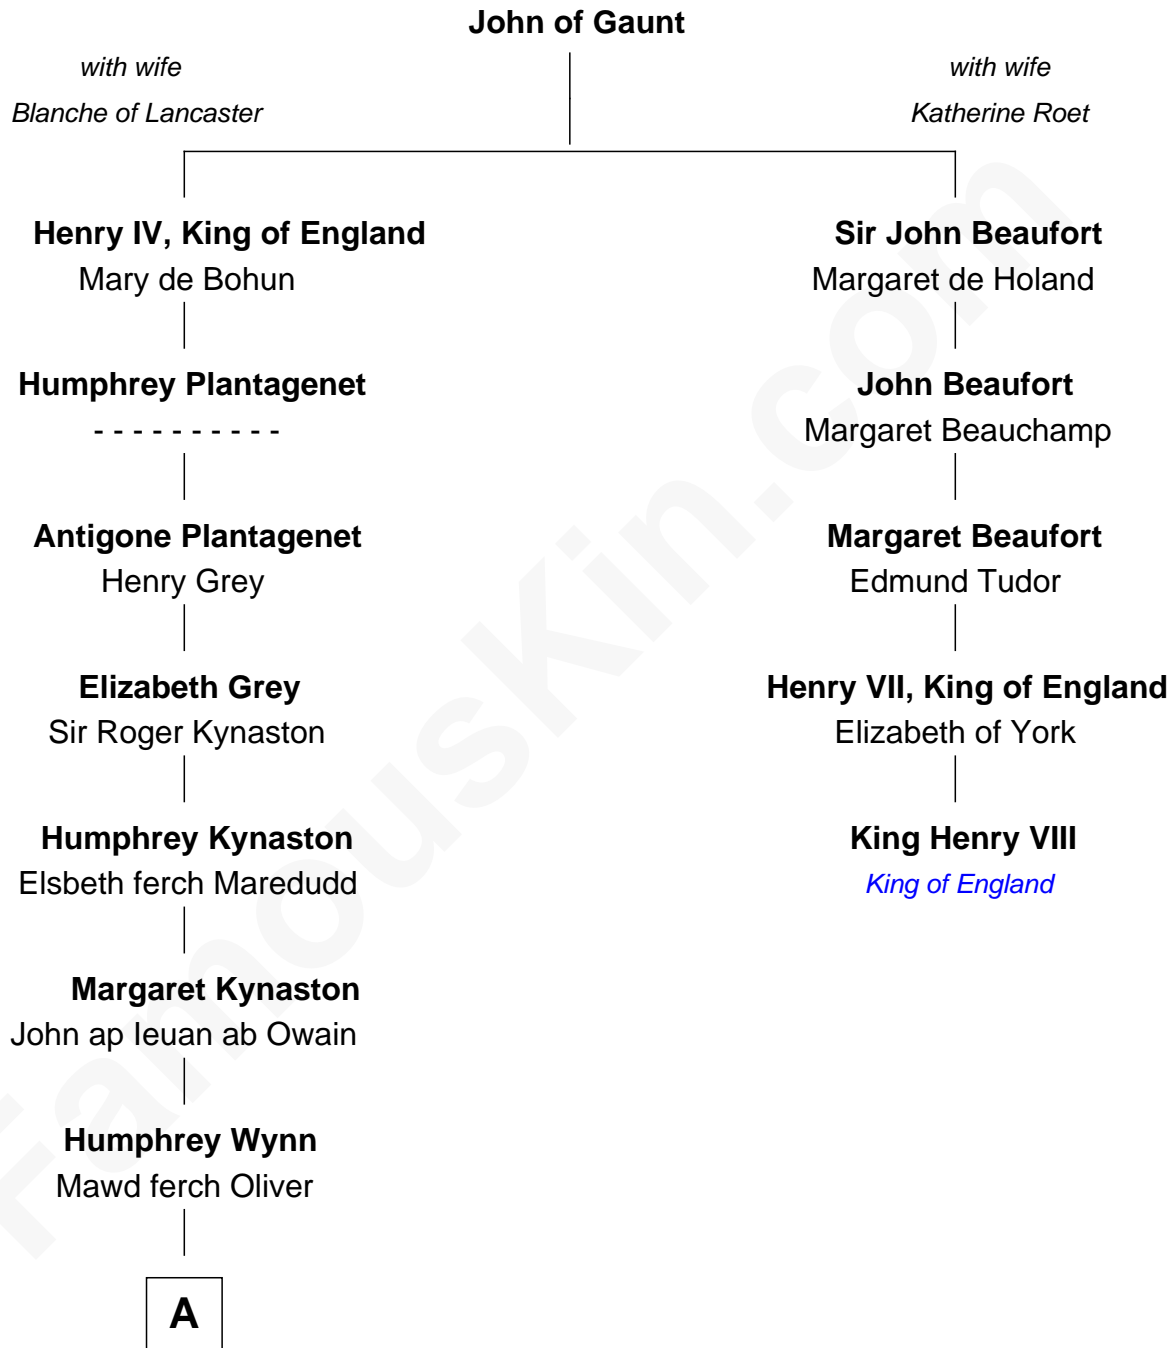 John of Gaunt
with wife
Blanche of Lancaster
with wife
Katherine Roet
Henry IV, King of England
Mary de Bohun
Sir John Beaufort
Margaret de Holand
Humphrey Plantagenet
- - - - - - - - - -
John Beaufort
Margaret Beauchamp
Antigone Plantagenet
Henry Grey
Margaret Beaufort
Edmund Tudor
Elizabeth Grey
Sir Roger Kynaston
Henry VII, King of England
Elizabeth of York
Humphrey Kynaston
Elsbeth ferch Maredudd
King Henry VIII
King of England
Margaret Kynaston
John ap Ieuan ab Owain
Humphrey Wynn
Mawd ferch Oliver
A
FamousKin.com